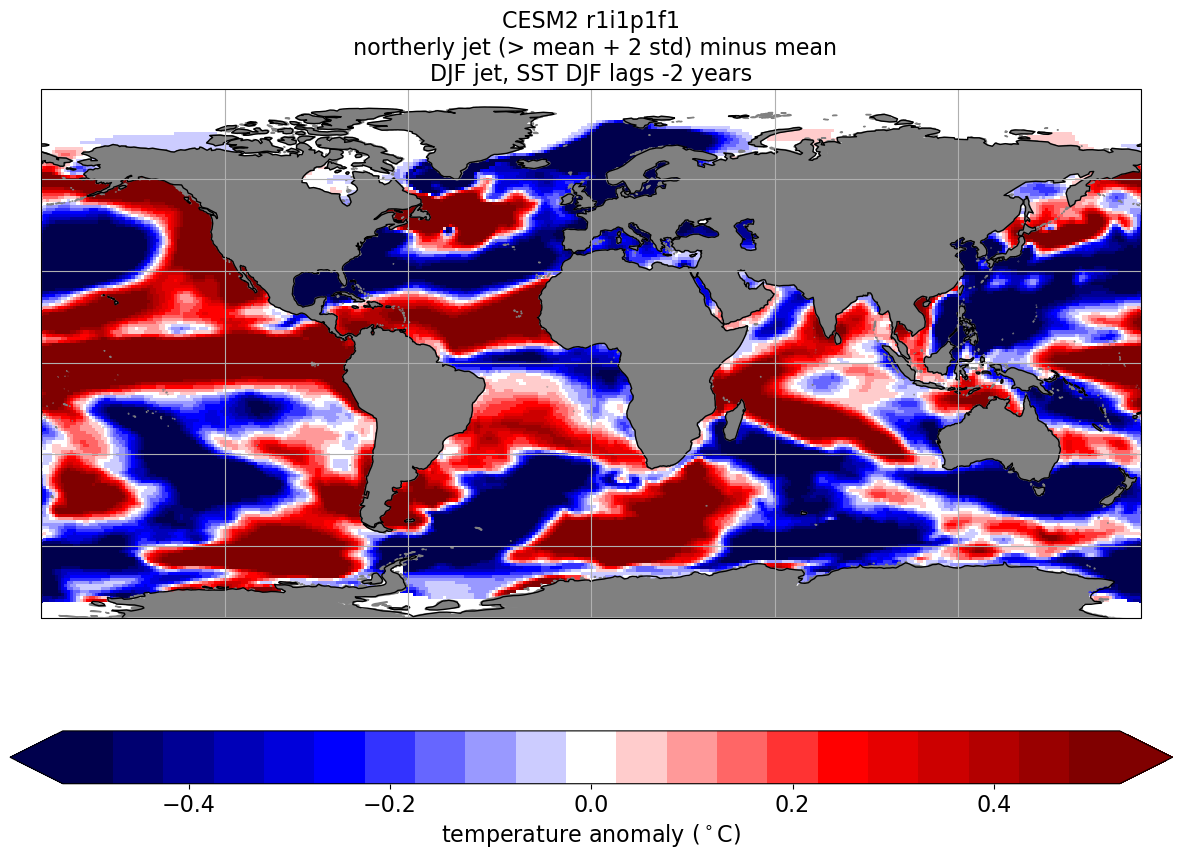 CESM2 r1i1p1f1
northerly jet (> mean + 2 std) minus mean
DJF jet, SST DJF lags -2 years
−0.4 −0.2 0.0 0.2 0.4
temperature anomaly (°C)